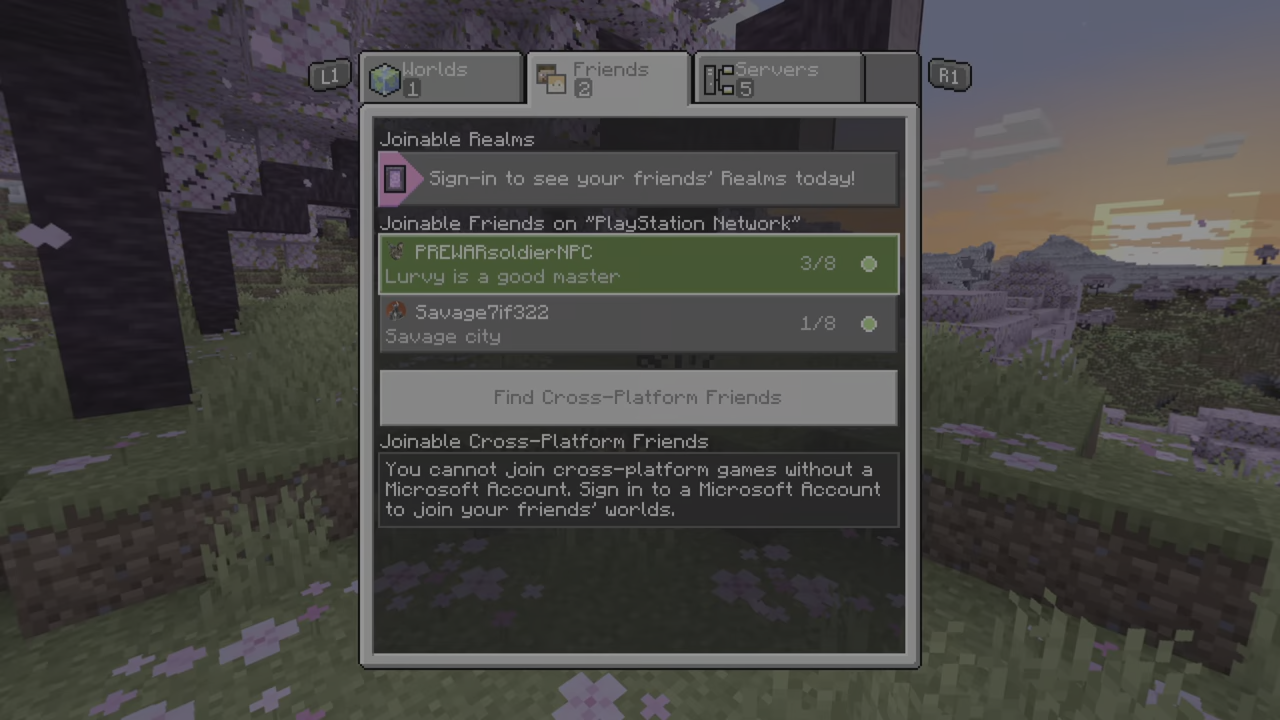 L1
Worlds
1
Friends
2
Servers
5
R1
Joinable Realms
Sign-in to see your friends' Realms today!
Joinable Friends on "PlayStation Network"
PREWARsoldierNPC
Lurvy is a good master
3/8
Savage7if322
Savage city
1/8
Find Cross-Platform Friends
Joinable Cross-Platform Friends
You cannot join cross-platform games without a
Microsoft Account. Sign in to a Microsoft Account
to join your friends' worlds.